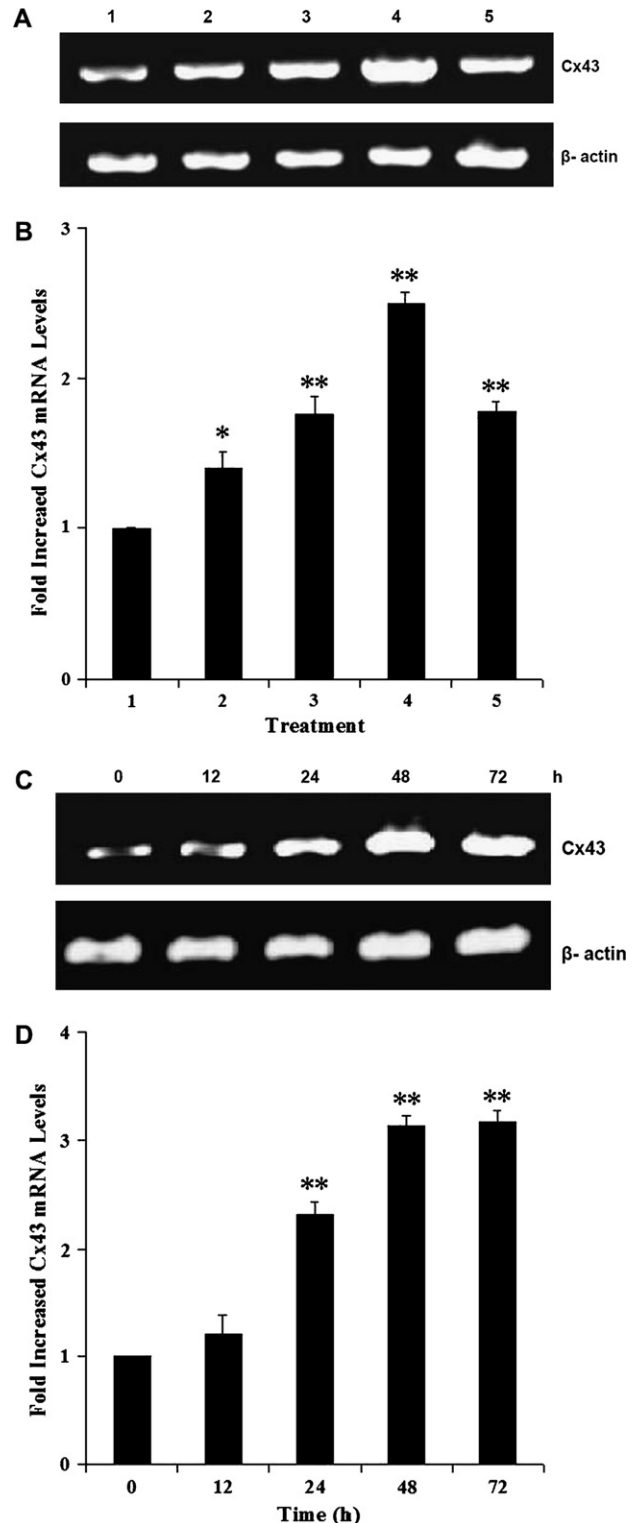 A
1 2 3 4 5
Cx43
β- actin
B
Fold Increaed Cx43 mRNA Levels
3
2
1
0
*
**
**
**
1 2 3 4 5
Treatment
C
0 12 24 48 72 h
Cx43
β- actin
D
Fold Increased Cx43 mRNA Levels
4
3
2
1
0
**
**
**
0 12 24 48 72
Time (h)